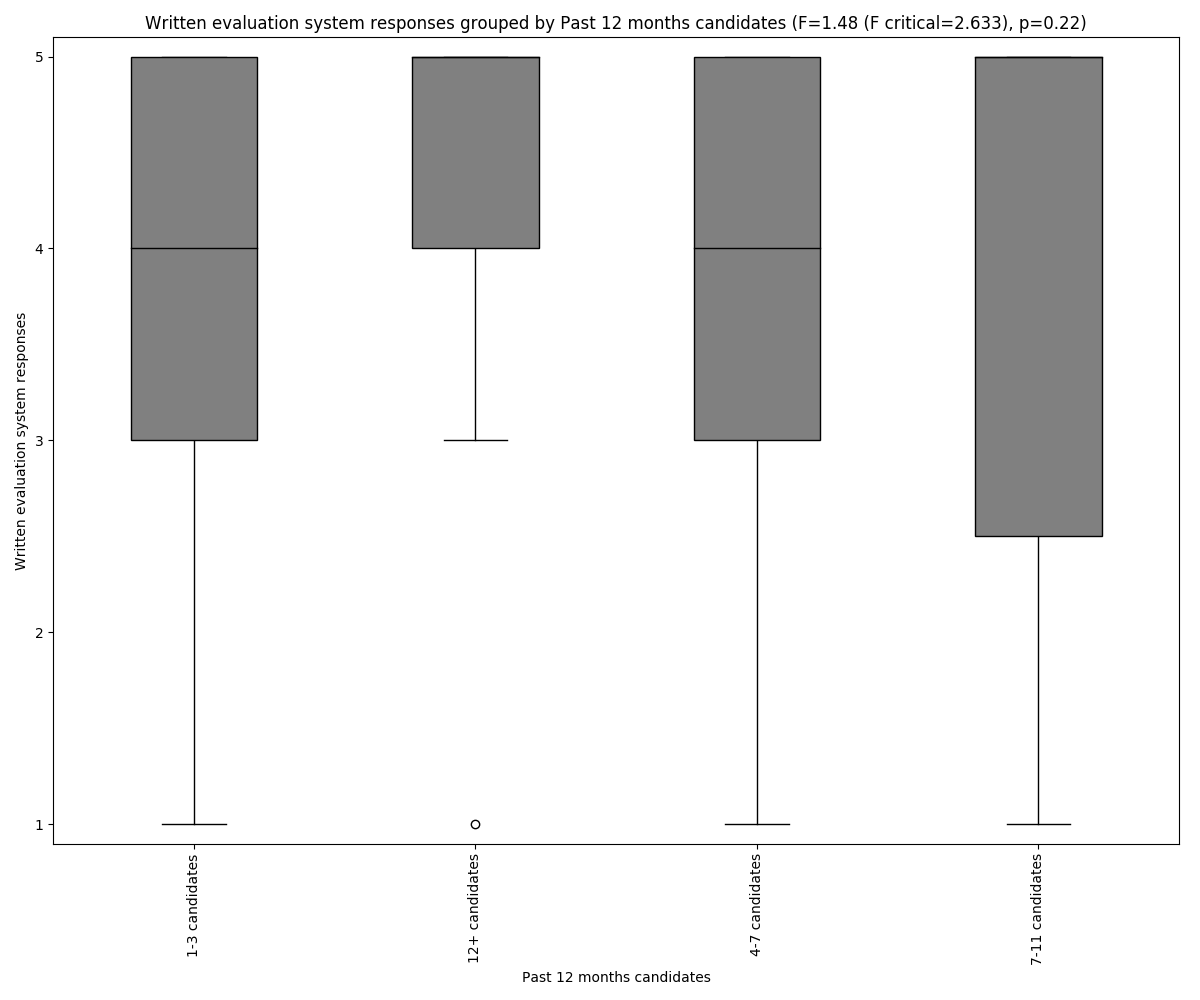 Written evaluation system responses grouped by Past 12 months candidates (F=1.48 (F critical=2.633), p=0.22)
Written evaluation system responses
5
4
3
2
1
1-3 candidates
12+ candidates
4-7 candidates
7-11 candidates
Past 12 months candidates